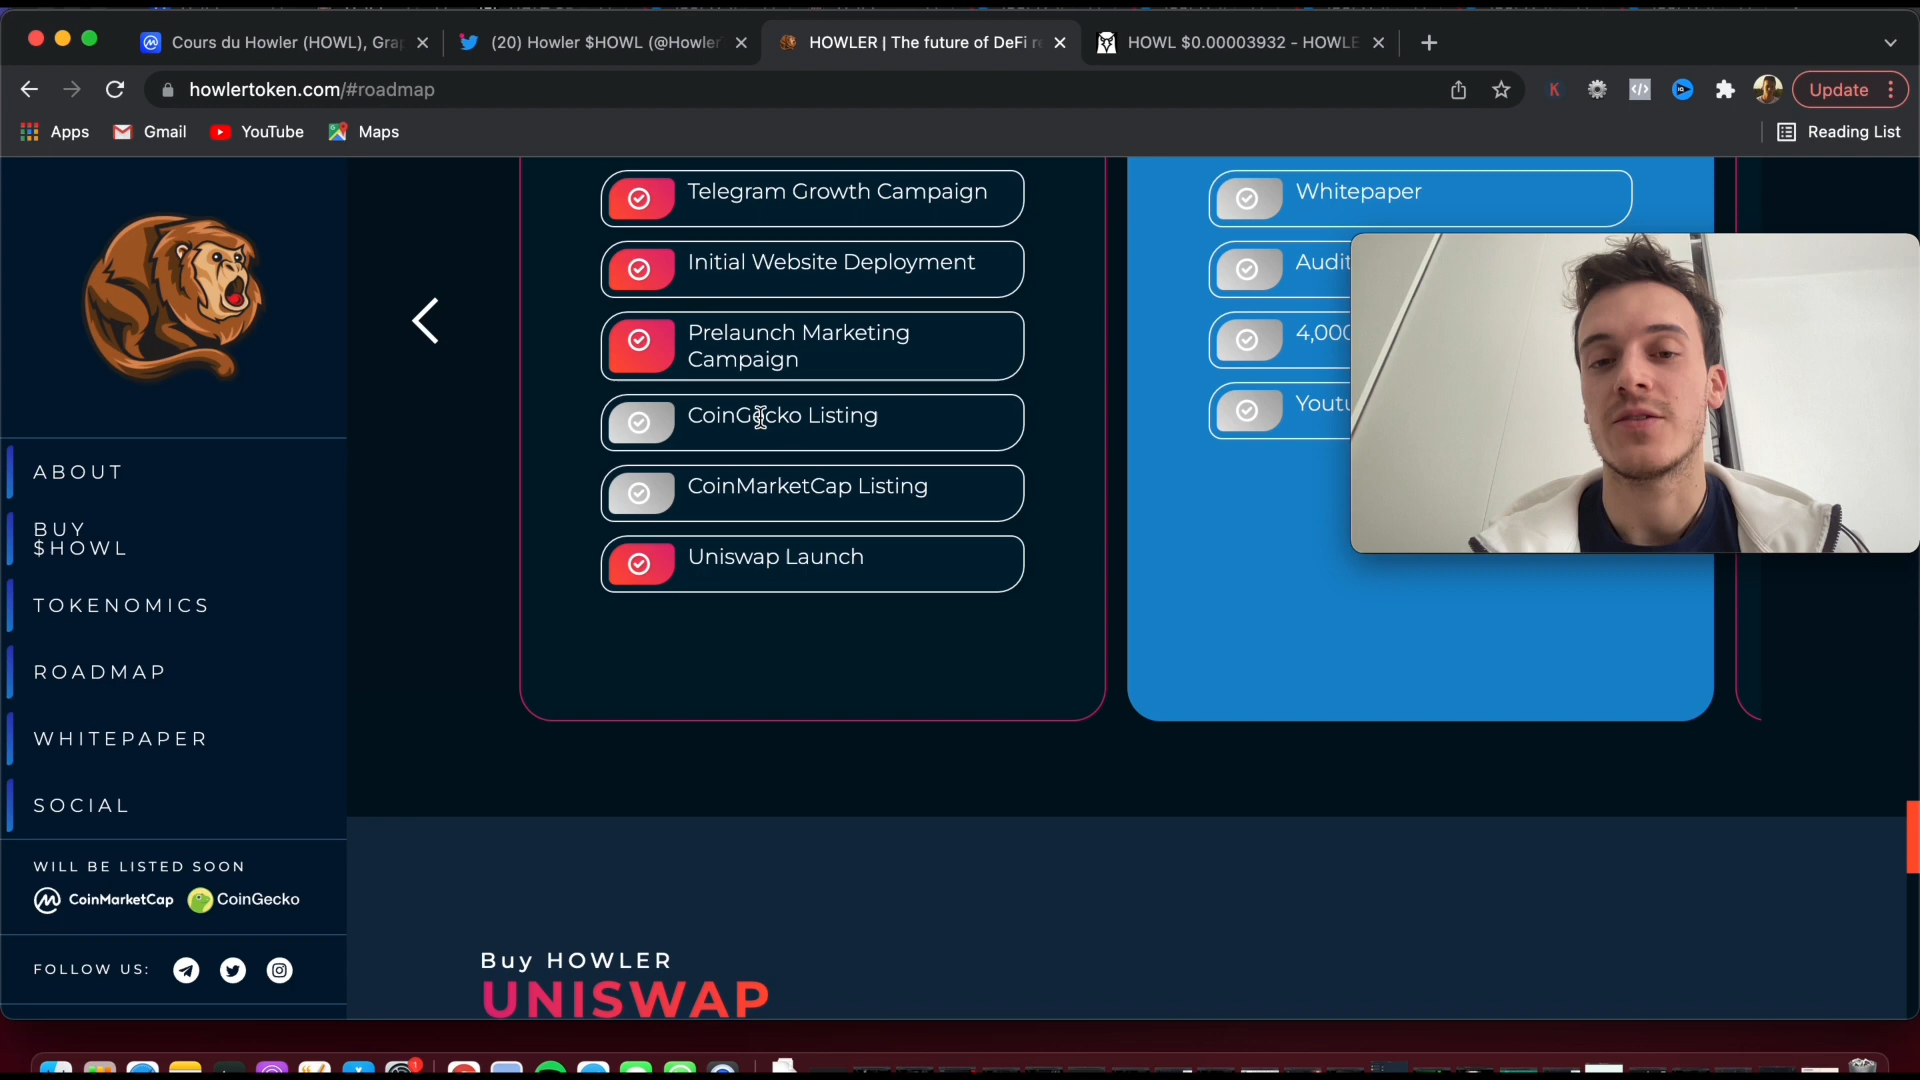 Cours du Howler (HOWL), Gra
(20) Howler $HOWL (@Howler
HOWLER | The future of DeFi r
HOWL $0.00003932 - HOWLE
howlertoken.com/#roadmap
K
Update
Apps
Gmail
YouTube
Maps
Reading List
ABOUT
BUY
$HOWL
TOKENOMICS
ROADMAP
WHITEPAPER
SOCIAL
WILL BE LISTED SOON
CoinMarketCap
CoinGecko
FOLLOW US:
Telegram Growth Campaign
Initial Website Deployment
Prelaunch Marketing
Campaign
CoinGecko Listing
CoinMarketCap Listing
Uniswap Launch
Whitepaper
Audit
4,000
Youtu
Buy HOWLER
UNISWAP